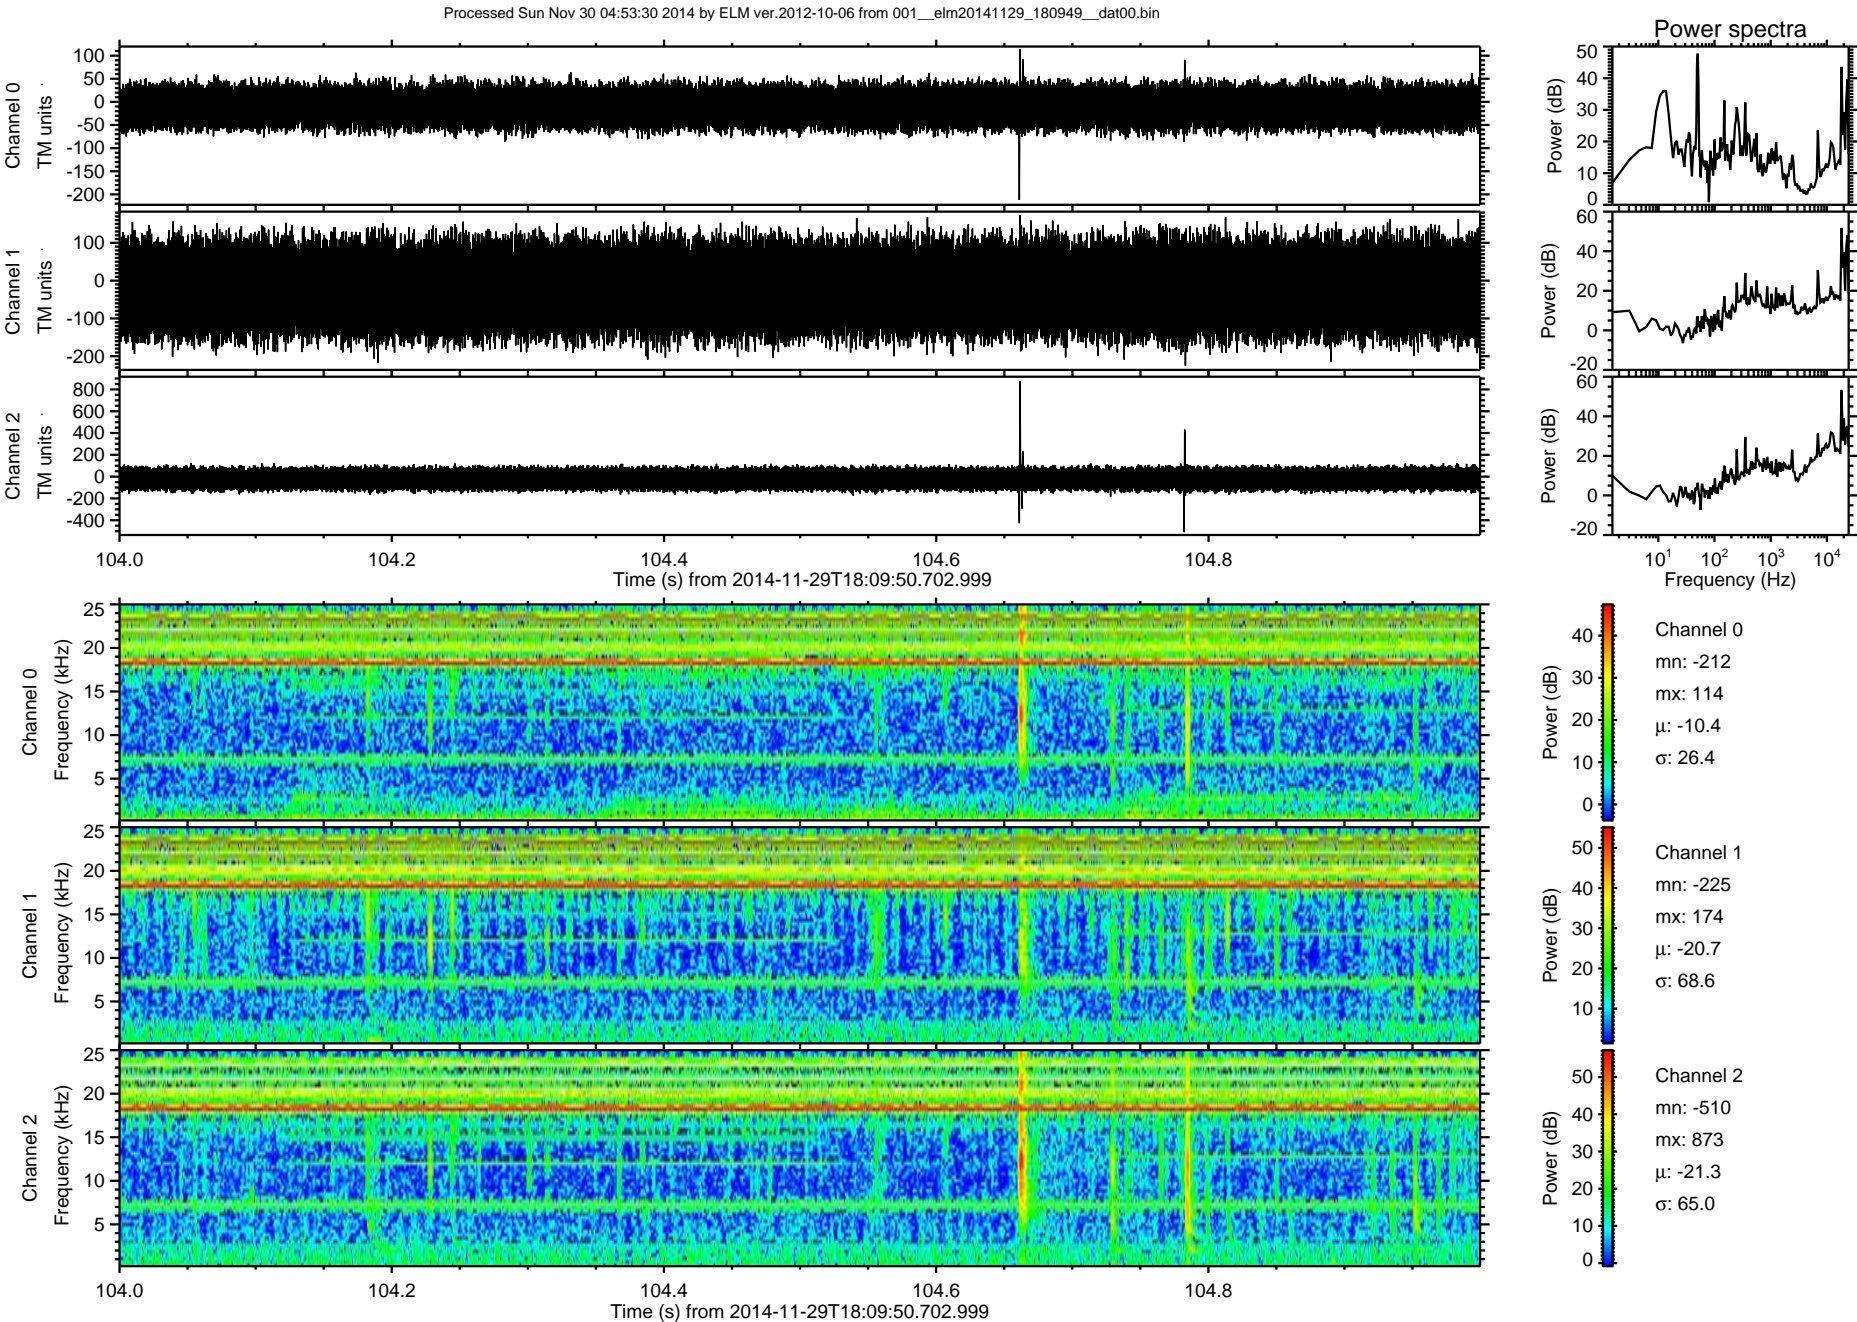 Processed Sun Nov 30 04:53:30 2014 by ELM ver.2012-10-06 from 001__elm20141129_180949__dat00.bin
Power spectra
Channel 0
TM units
100
50
0
-50
-100
-150
-200
Power (dB)
50
40
30
20
10
0
Channel 1
TM units
100
0
-100
-200
Power (dB)
60
40
20
0
-20
Channel 2
TM units
800
600
400
200
0
-200
-400
Power (dB)
60
40
20
0
-20
104.0 104.2 104.4 104.6 104.8
Time (s) from 2014-11-29T18:09:50.702.999
10¹ 10² 10³ 10⁴
Frequency (Hz)
Channel 0
Frequency (kHz)
25
20
15
10
5
Power (dB)
40
30
20
10
0
Channel 0
mn: -212
mx: 114
μ: -10.4
σ: 26.4
Channel 1
Frequency (kHz)
25
20
15
10
5
Power (dB)
50
40
30
20
10
Channel 1
mn: -225
mx: 174
μ: -20.7
σ: 68.6
Channel 2
Frequency (kHz)
25
20
15
10
5
Power (dB)
50
40
30
20
10
0
Channel 2
mn: -510
mx: 873
μ: -21.3
σ: 65.0
104.0 104.2 104.4 104.6 104.8
Time (s) from 2014-11-29T18:09:50.702.999